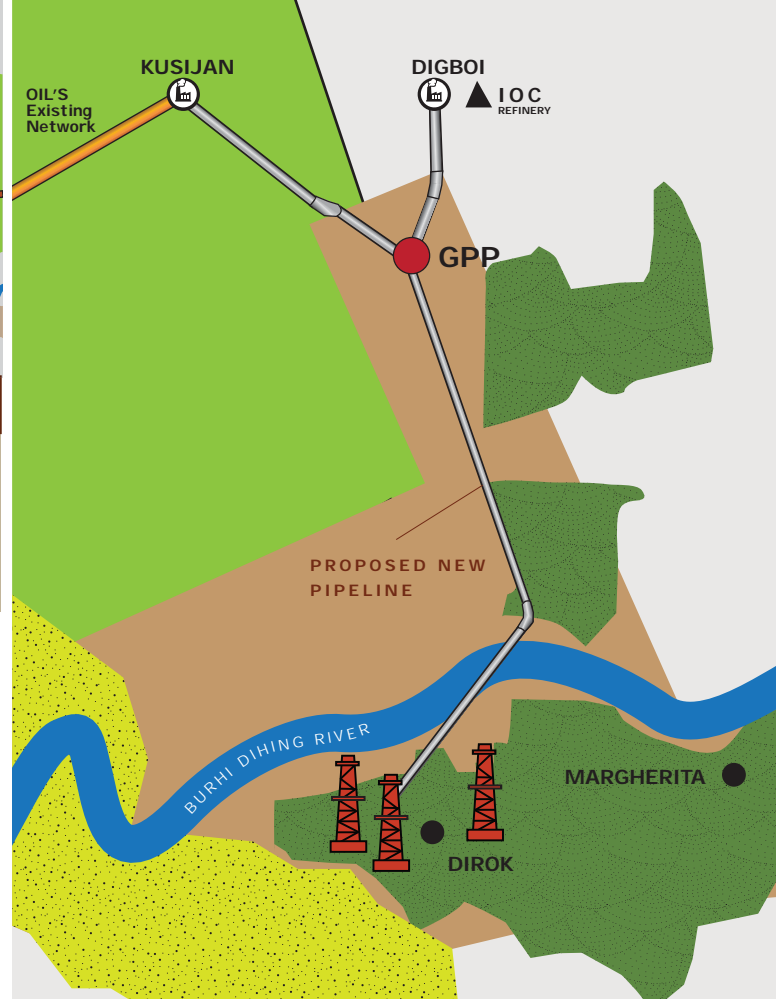 KUSIJAN
DIGBOI
OIL'S
Existing
Network
IOC
REFINERY
GPP
PROPOSED NEW
PIPELINE
BURHI DIHING RIVER
MARGHERITA
DIROK